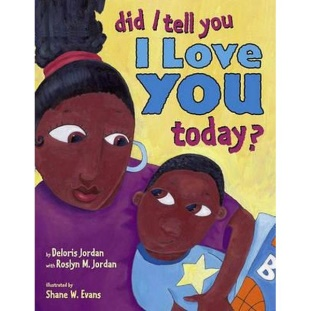 did I tell you
I Love
YOU
today?
by Deloris Jordan
with Roslyn M. Jordan
illustrated by
Shane W. Evans